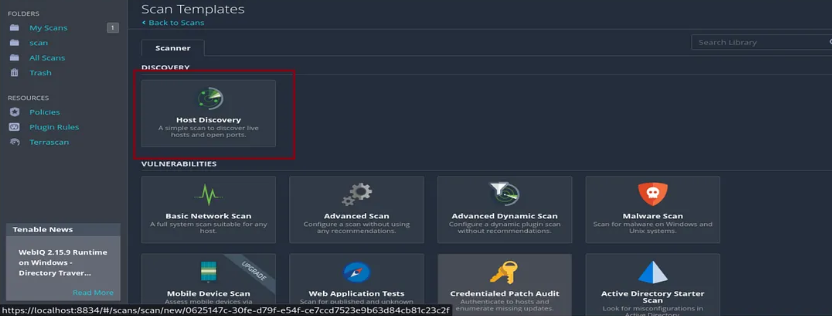 Scan Templates
Back to Scans
FOLDERS
My Scans 1
scan
All Scans
Trash
RESOURCES
Policies
Plugin Rules
Terrascan
Tenable News
WebIQ 2.15.9 Runtime
on Windows -
Directory Traver...
Read More
Scanner
Search Library
DISCOVERY
Host Discovery
A simple scan to discover live
hosts and open ports.
VULNERABILITIES
Basic Network Scan
A full system scan suitable for any
host.
Advanced Scan
Configure a scan without using
any recommendations.
Advanced Dynamic Scan
Configure a dynamic plugin scan
without recommendations.
Malware Scan
Scan for malware on Windows and
Unix systems.
UPGRADE
Mobile Device Scan
Assess mobile devices via
Web Application Tests
Scan for published and unknown
Credentialed Patch Audit
Authenticate to hosts and
enumerate missing updates.
Active Directory Starter
Scan
Look for misconfigurations in
Active Directory.
https://localhost:8834/#/scans/scan/new/0625147c-30fe-d79f-e54f-ce7ccd7523e9b63d84cb81c23c2f